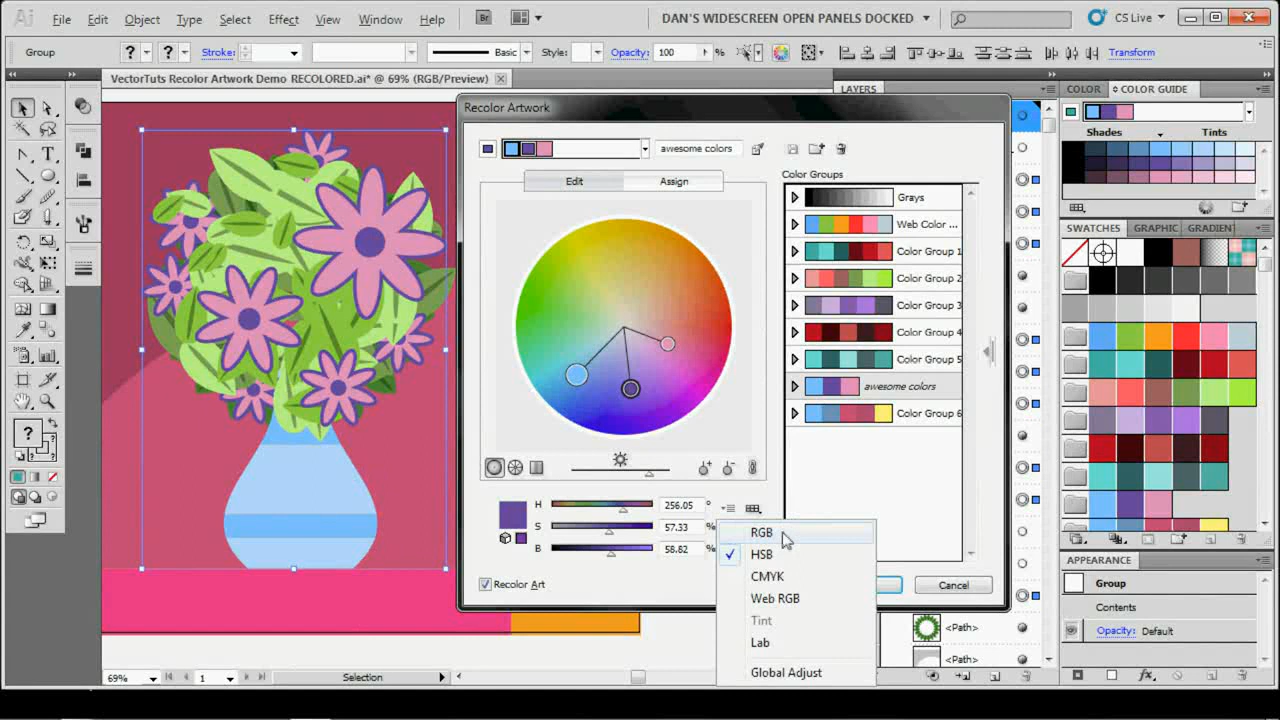 Ai File Edit Object Type Select Effect View Window Help Br DAN'S WIDESCREEN OPEN PANELS DOCKED CS Live
Group ? ? Stroke: Basic Style: Opacity: 100 % Transform
VectorTuts Recolor Artwork Demo RECOLORED.ai* @ 69% (RGB/Preview)
LAYERS
COLOR COLOR GUIDE
Recolor Artwork
Shades Tints
awesome colors
Edit Assign
Color Groups
Grays
Web Color ...
Color Group 1
Color Group 2
Color Group 3
Color Group 4
Color Group 5
awesome colors
Color Group 6
SWATCHES GRAPHIC GRADIEN
T
?
H 256.05 °
S 57.33 %
B 58.82 %
RGB
HSB
CMYK
Web RGB
Tint
Lab
Global Adjust
Recolor Art
Cancel
APPEARANCE
Group
Contents
Opacity: Default
<Path>
<Path>
69% 1 Selection
fx